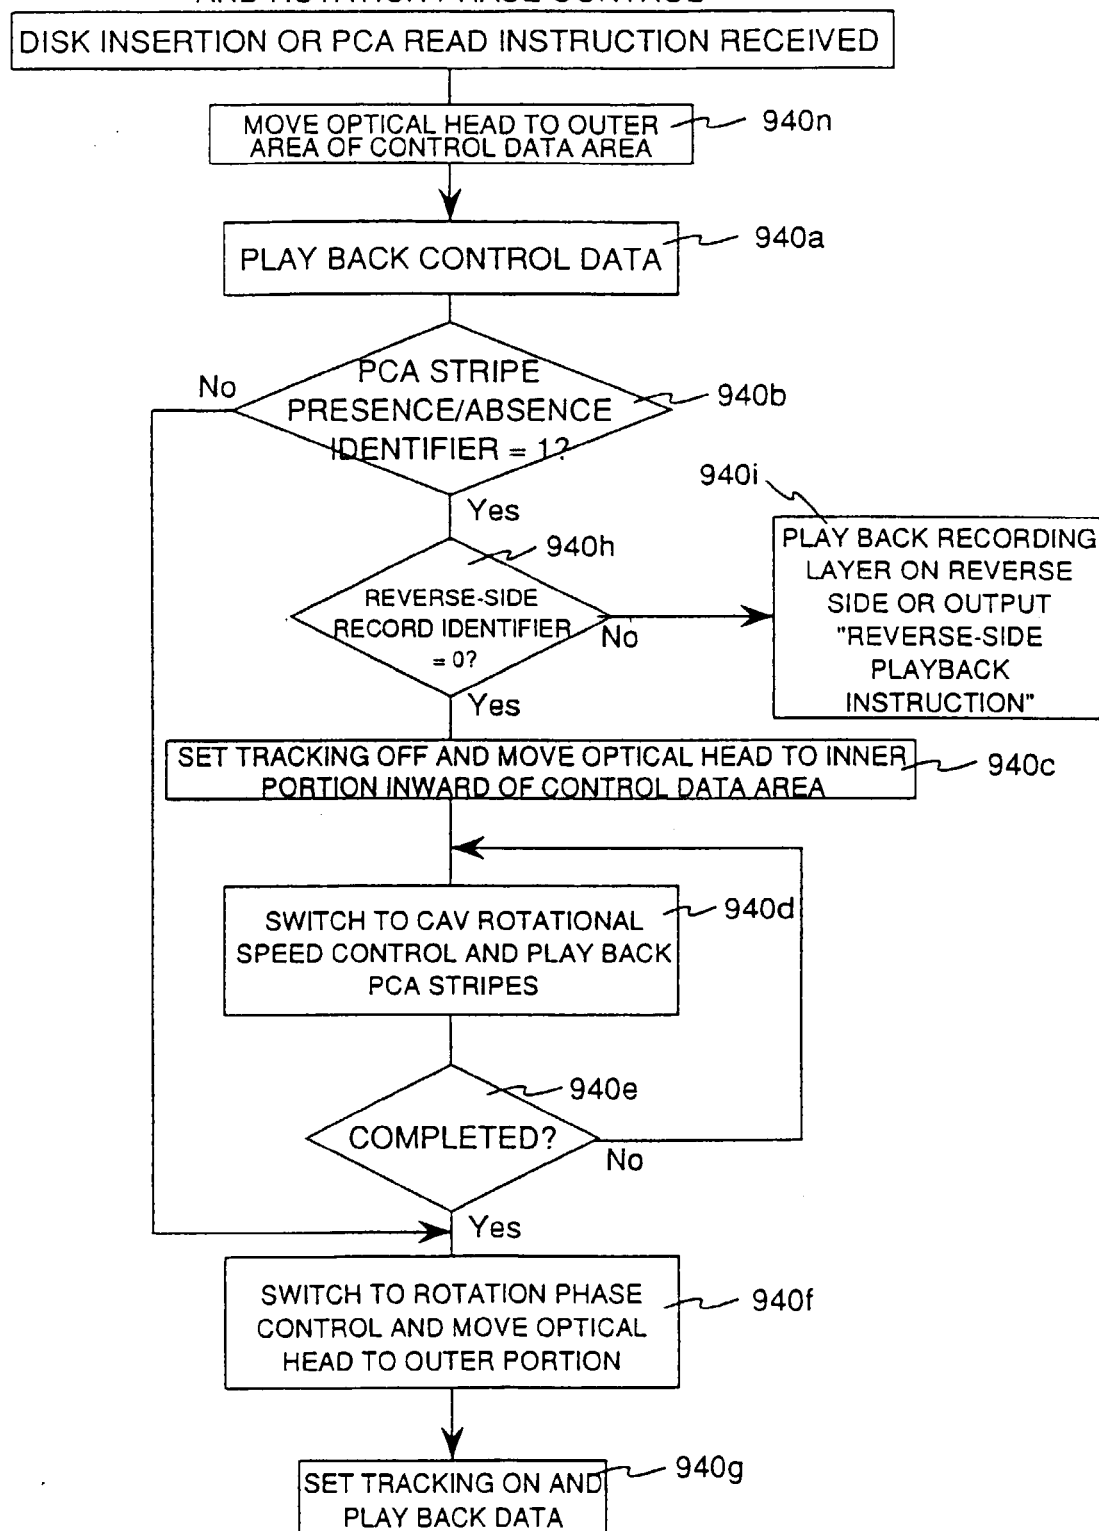 AND ROTATION PHASE CONTROL
DISK INSERTION OR PCA READ INSTRUCTION RECEIVED
MOVE OPTICAL HEAD TO OUTER
AREA OF CONTROL DATA AREA
940n
PLAY BACK CONTROL DATA
940a
PCA STRIPE
PRESENCE/ABSENCE
IDENTIFIER = 1?
940b
No
Yes
REVERSE-SIDE
RECORD IDENTIFIER
= 0?
940h
No
Yes
940i
PLAY BACK RECORDING
LAYER ON REVERSE
SIDE OR OUTPUT
"REVERSE-SIDE
PLAYBACK
INSTRUCTION"
SET TRACKING OFF AND MOVE OPTICAL HEAD TO INNER
PORTION INWARD OF CONTROL DATA AREA
940c
SWITCH TO CAV ROTATIONAL
SPEED CONTROL AND PLAY BACK
PCA STRIPES
940d
COMPLETED?
940e
No
Yes
SWITCH TO ROTATION PHASE
CONTROL AND MOVE OPTICAL
HEAD TO OUTER PORTION
940f
SET TRACKING ON AND
PLAY BACK DATA
940g